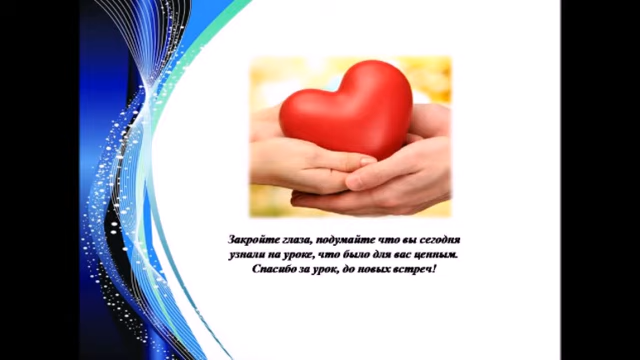 Закройте глаза, подумайте что вы сегодня
узнали на уроке, что было для вас ценным.
Спасибо за урок, до новых встреч!